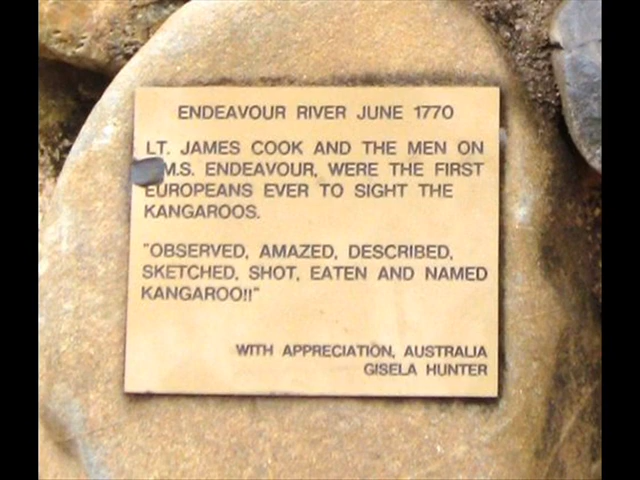 ENDEAVOUR RIVER JUNE 1770
LT. JAMES COOK AND THE MEN ON
M.S. ENDEAVOUR, WERE THE FIRST
EUROPEANS EVER TO SIGHT THE
KANGAROOS.
"OBSERVED, AMAZED, DESCRIBED,
SKETCHED, SHOT, EATEN AND NAMED
KANGAROO!!"
WITH APPRECIATION, AUSTRALIA
GISELA HUNTER